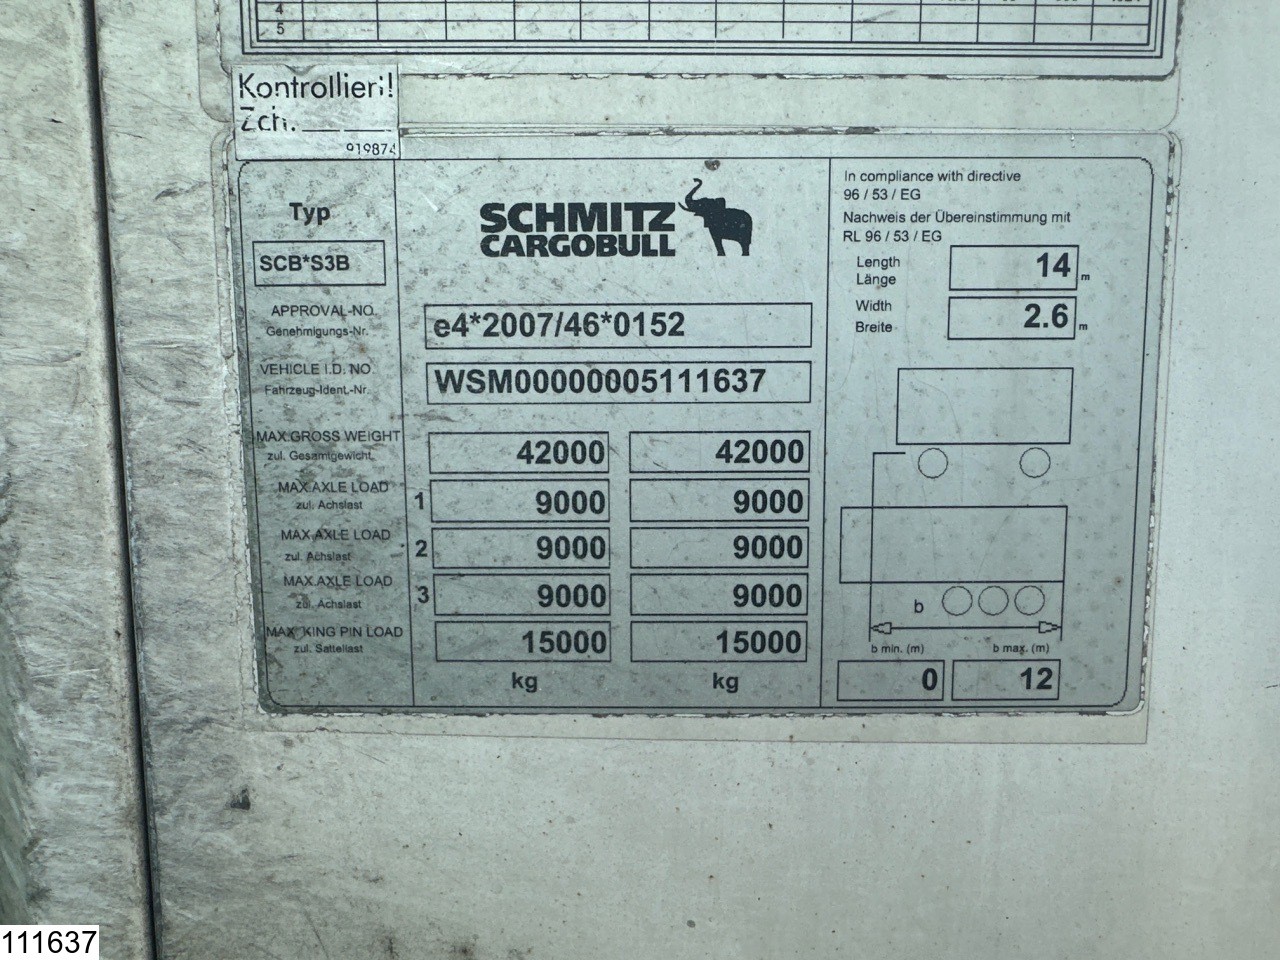 4
5
Kontrolliert!
Zch.
919874
Typ
SCB*S3B
SCHMITZ
CARGOBULL
APPROVAL-NO.
Genehmigungs-Nr.
e4*2007/46*0152
VEHICLE I.D. NO.
Fahrzeug-Ident.-Nr.
WSM00000005111637
MAX.GROSS WEIGHT
zul. Gesamtgewicht
42000 42000
MAX.AXLE LOAD
zul. Achslast
1 9000 9000
MAX.AXLE LOAD
zul. Achslast
2 9000 9000
MAX.AXLE LOAD
zul. Achslast
3 9000 9000
MAX. KING PIN LOAD
zul. Sattellast
15000 15000
kg kg
In compliance with directive
96 / 53 / EG
Nachweis der Übereinstimmung mit
RL 96 / 53 / EG
Length
Länge
14 m
Width
Breite
2.6 m
b
b min. (m) b max. (m)
0 12
111637